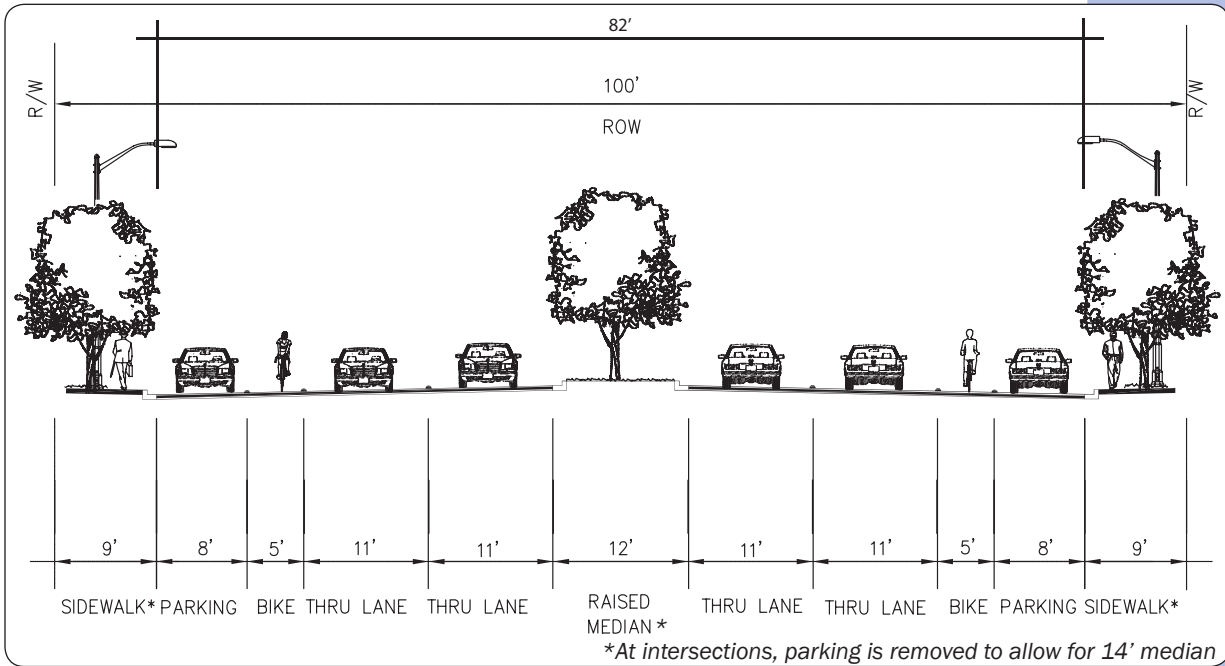 82'
100'
ROW
R/W
R/W
9' 8' 5' 11' 11' 12' 11' 11' 5' 8' 9'
SIDEWALK* PARKING BIKE THRU LANE THRU LANE RAISED THRU LANE THRU LANE BIKE PARKING SIDEWALK*
MEDIAN*
*At intersections, parking is removed to allow for 14' median